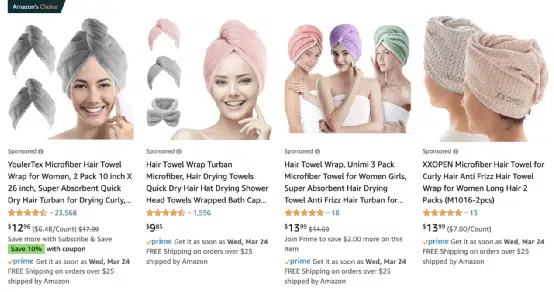 Amazon's Choice
XXOPEN
Sponsored
YoulerTex Microfiber Hair Towel
Wrap for Women, 2 Pack 10 inch X
26 inch, Super Absorbent Quick
Dry Hair Turban for Drying Curly,...
23,568
$1296 ($6.48/Count) $17.99
Save more with Subscribe & Save
Save 10% with coupon
prime Get it as soon as Wed, Mar 24
FREE Shipping on orders over $25
shipped by Amazon
Sponsored
Hair Towel Wrap Turban
Microfiber, Hair Drying Towels
Quick Dry Hair Hat Drying Shower
Head Towels Wrapped Bath Cap...
1,596
$985
prime Get it as soon as Wed, Mar 24
FREE Shipping on orders over $25
shipped by Amazon
Sponsored
Hair Towel Wrap, Unimi 3 Pack
Microfiber Towel for Women Girls,
Super Absorbent Hair Drying
Towel Anti Frizz Hair Turban for...
18
$1399 $14.69
Join Prime to save $2.00 more on this
item
prime Get it as soon as Wed, Mar 24
FREE Shipping on orders over $25
shipped by Amazon
Sponsored
XXOPEN Microfiber Hair Towel for
Curly Hair Anti Frizz Hair Towel
Wrap for Women Long Hair 2
Packs (M1016-2pcs)
13
$1399 ($7.00/Count)
prime Get it as soon as Wed, Mar 24
FREE Shipping on orders over $25
shipped by Amazon